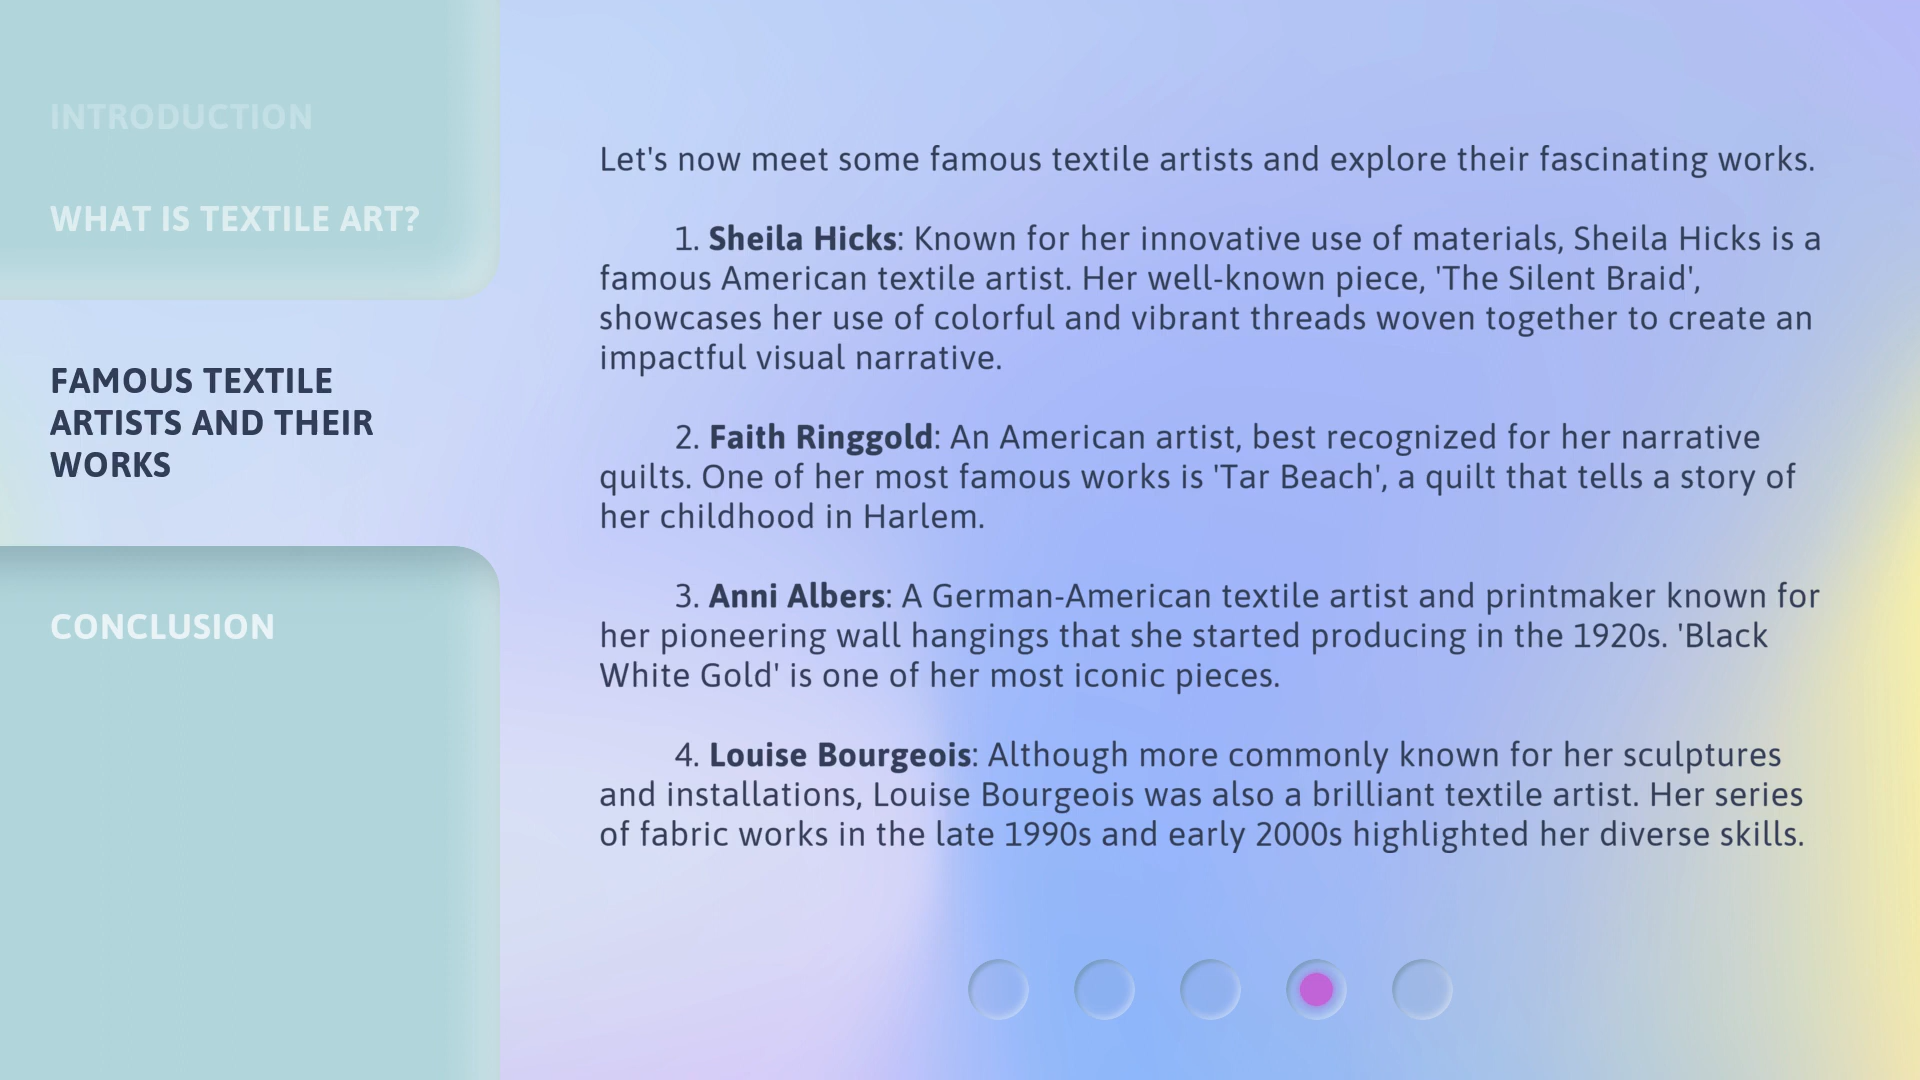 INTRODUCTION
WHAT IS TEXTILE ART?
FAMOUS TEXTILE
ARTISTS AND THEIR
WORKS
CONCLUSION
Let's now meet some famous textile artists and explore their fascinating works.
1. Sheila Hicks: Known for her innovative use of materials, Sheila Hicks is a
famous American textile artist. Her well-known piece, 'The Silent Braid',
showcases her use of colorful and vibrant threads woven together to create an
impactful visual narrative.
2. Faith Ringgold: An American artist, best recognized for her narrative
quilts. One of her most famous works is 'Tar Beach', a quilt that tells a story of
her childhood in Harlem.
3. Anni Albers: A German-American textile artist and printmaker known for
her pioneering wall hangings that she started producing in the 1920s. 'Black
White Gold' is one of her most iconic pieces.
4. Louise Bourgeois: Although more commonly known for her sculptures
and installations, Louise Bourgeois was also a brilliant textile artist. Her series
of fabric works in the late 1990s and early 2000s highlighted her diverse skills.